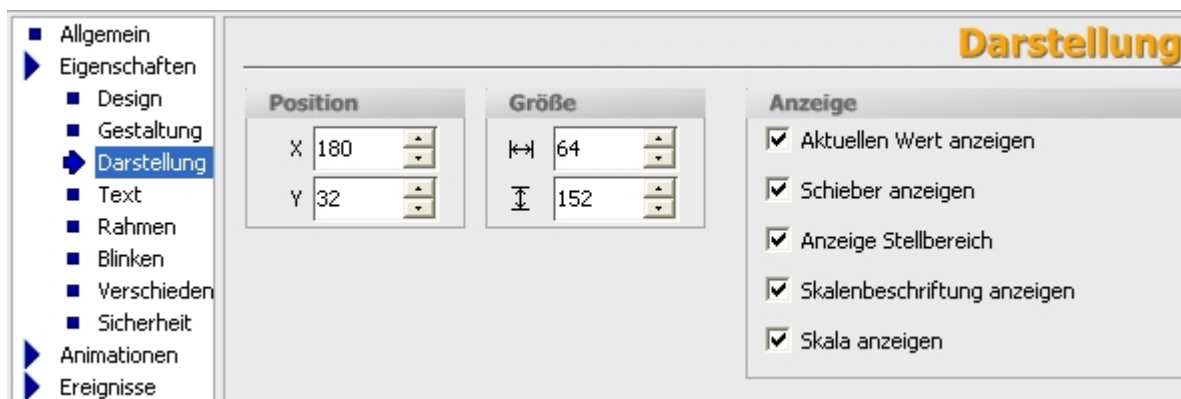 Allgemein
Eigenschaften
Design
Gestaltung
Darstellung
Text
Rahmen
Blinken
Verschieden
Sicherheit
Animationen
Ereignisse
Darstellung
Position
X 180
Y 32
Größe
64
152
Anzeige
Aktuellen Wert anzeigen
Schieber anzeigen
Anzeige Stellbereich
Skalenbeschriftung anzeigen
Skala anzeigen